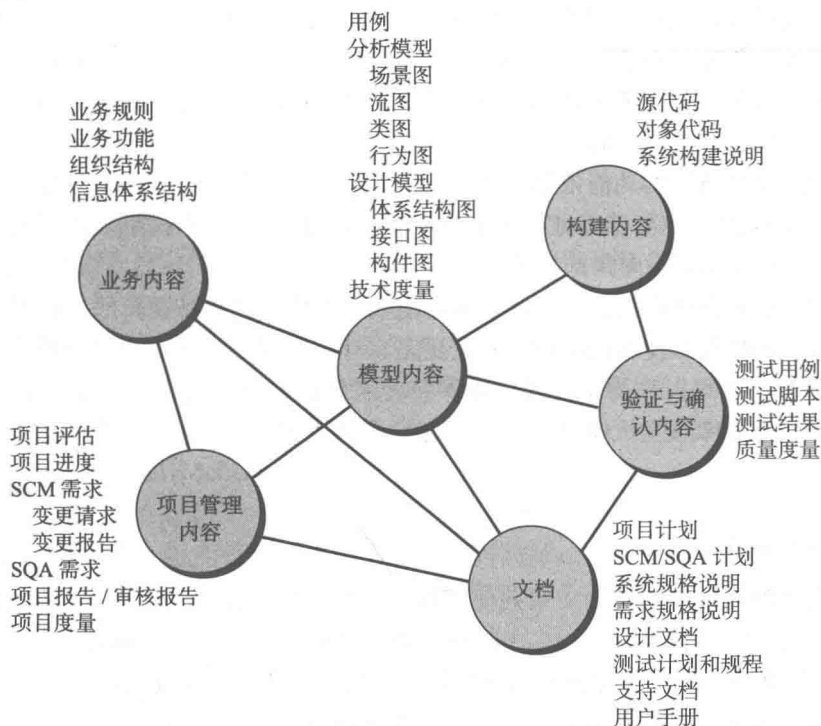 用例
分析模型
场景图
流图
类图
行为图
设计模型
体系结构图
接口图
构件图
技术度量
业务规则
业务功能
组织结构
信息体系结构
业务内容
源代码
对象代码
系统构建说明
构建内容
模型内容
验证与确
认内容
测试用例
测试脚本
测试结果
质量度量
项目评估
项目进度
SCM 需求
变更请求
变更报告
SQA 需求
项目报告 / 审核报告
项目度量
项目管理
内容
文档
项目计划
SCM/SQA 计划
系统规格说明
需求规格说明
设计文档
测试计划和规程
支持文档
用户手册